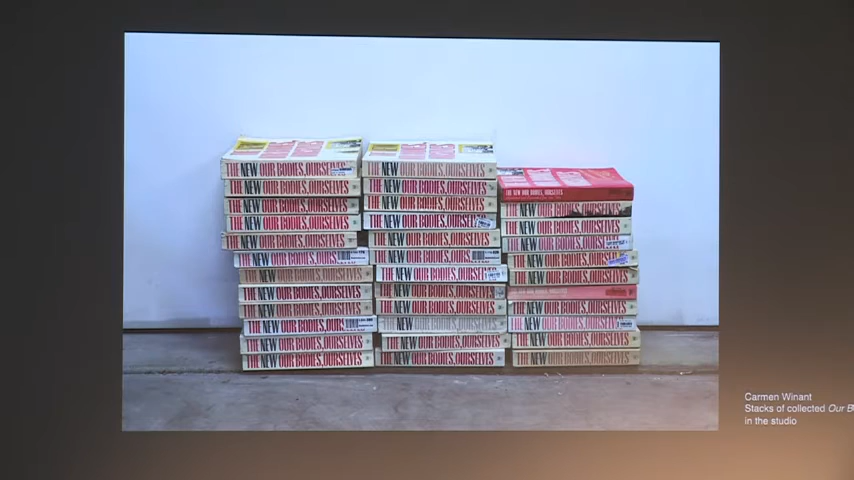 THE NEW OUR BODIES, OURSELVES
THE NEW OUR BODIES, OURSELVES
THE NEW OUR BODIES, OURSELVES
THE NEW OUR BODIES, OURSELVES
THE NEW OUR BODIES, OURSELVES
THE NEW OUR BODIES, OURS
THE NEW OUR BODIES, OURSELVES
THE NEW OUR BODIES, OURSELVES
THE NEW OUR BODIES, OURSELVES
THE NEW OUR BODIES, OUR
THE NEW OUR BODIES, OURSELVES
THE NEW OUR BODIES, OURSELVES
THE NEW OUR BODIES, OURSELVES
THE NEW OUR BODIES, OURSELVES
THE NEW OUR BODIES, OURSELVES
THE NEW OUR BODIES, OURSELVES
THE NEW OUR BODIES, OURSELVES
THE NEW OUR BODIES, OURS
THE NEW OUR BODIES, OURSELVES
THE NEW OUR BODIES, OURSELVES
THE NEW OUR BODIES, OURSELVES
NEW
THE NEW OUR BODIES, OURSELVES
THE NEW OUR BODIES, OURSELVES
THE NEW OUR BODIES, OURSELVES
THE NEW OUR BODIES, OURSELVES
THE NEW OUR BODIES, OURSELVES
THE NEW OUR BODIES, OURSELVES
THE NEW OUR BODIES, OURSELVES
THE NEW OUR BODIES, OURSELVES
THE NEW OUR BODIES, OURSELVES
THE NEW OUR BODIES, OURSELVES
THE NEW OUR BODIES, OURSELVES
THE NEW OUR BODIES, OURSELVES
Carmen Winant
Stacks of collected Our B
in the studio